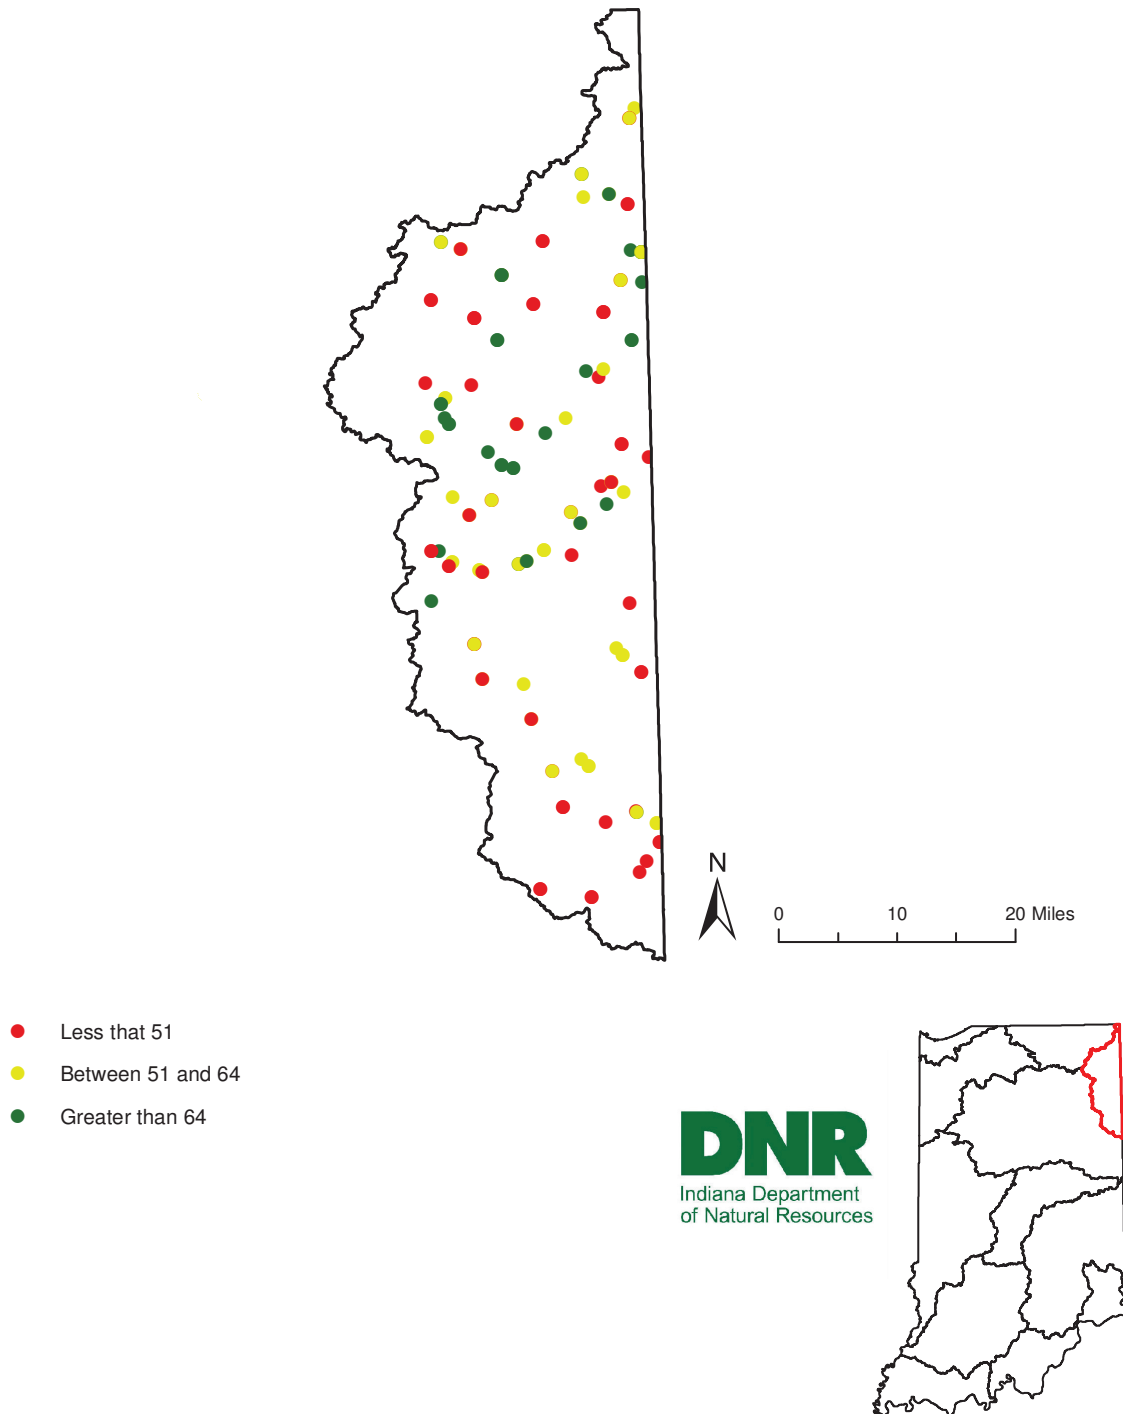 N
0 10 20 Miles
Less that 51
Between 51 and 64
Greater than 64
DNR
Indiana Department
of Natural Resources